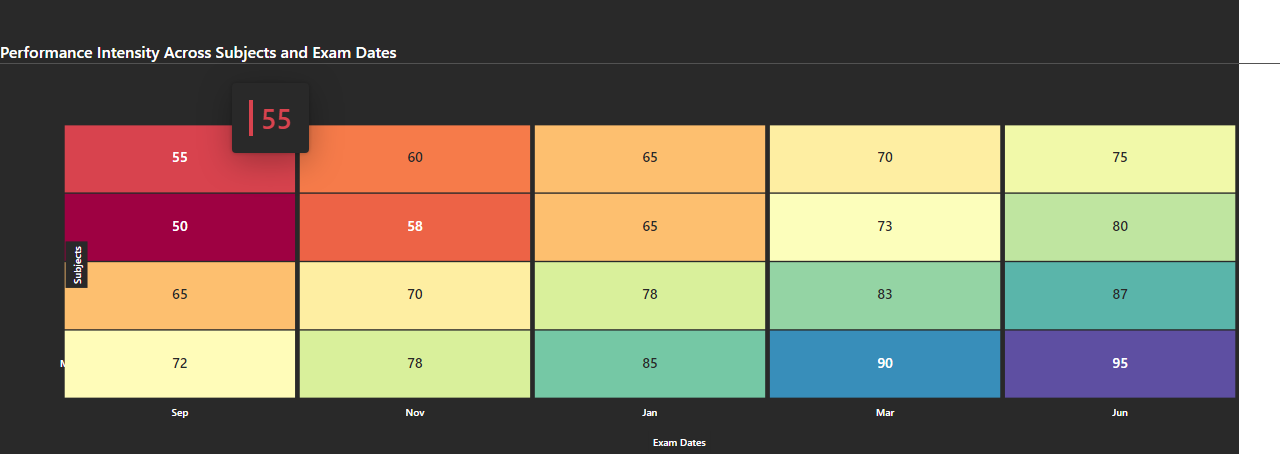 Performance Intensity Across Subjects and Exam Dates
55
55 60 65 70 75
50 58 65 73 80
Subjects
65 70 78 83 87
72 78 85 90 95
Sep Nov Jan Mar Jun
Exam Dates